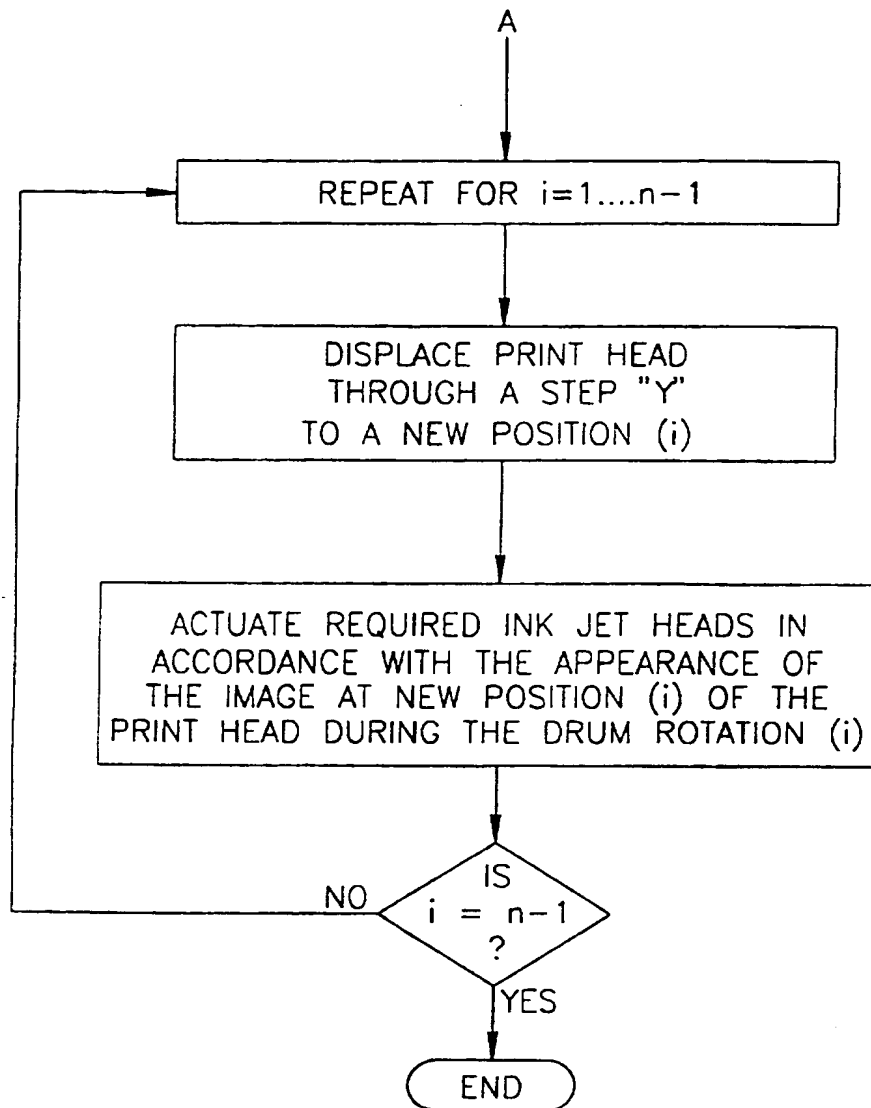 A
REPEAT FOR i=1....n-1
DISPLACE PRINT HEAD
THROUGH A STEP "Y"
TO A NEW POSITION (i)
ACTUATE REQUIRED INK JET HEADS IN
ACCORDANCE WITH THE APPEARANCE OF
THE IMAGE AT NEW POSITION (i) OF THE
PRINT HEAD DURING THE DRUM ROTATION (i)
IS
i = n-1
?
NO
YES
END